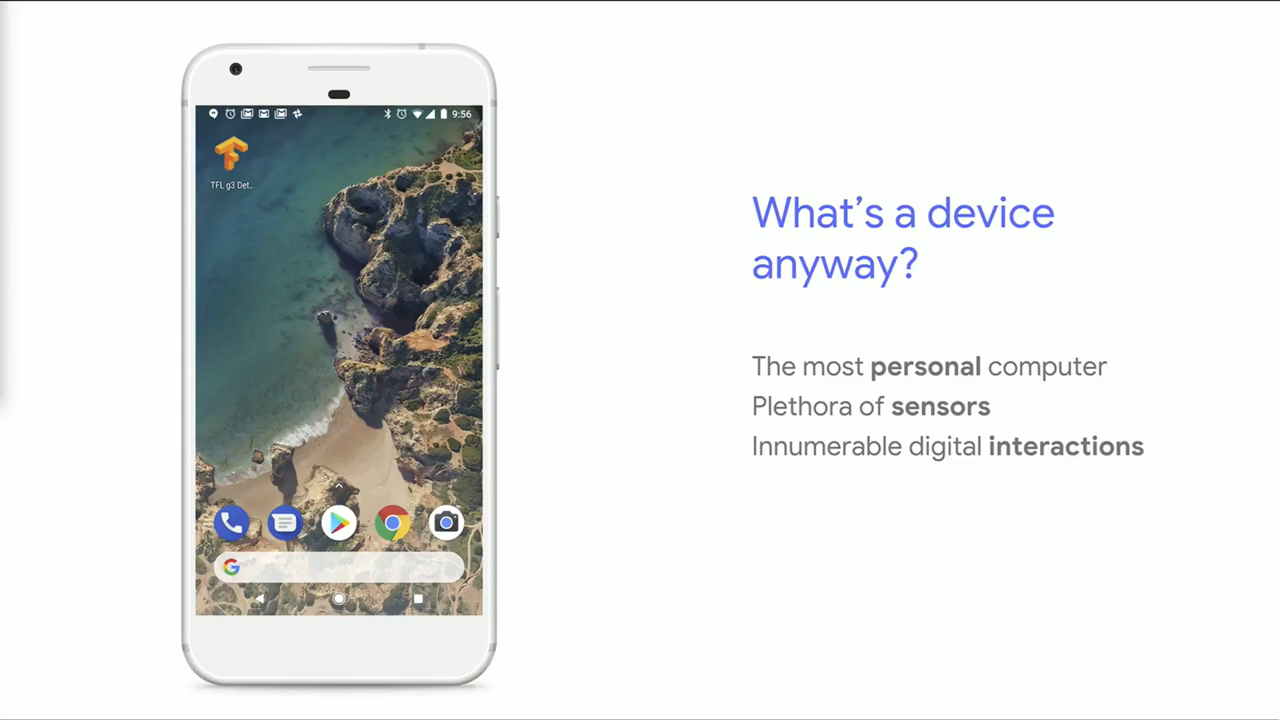 9:56
TFL g3 Det..
What's a device
anyway?
The most personal computer
Plethora of sensors
Innumerable digital interactions